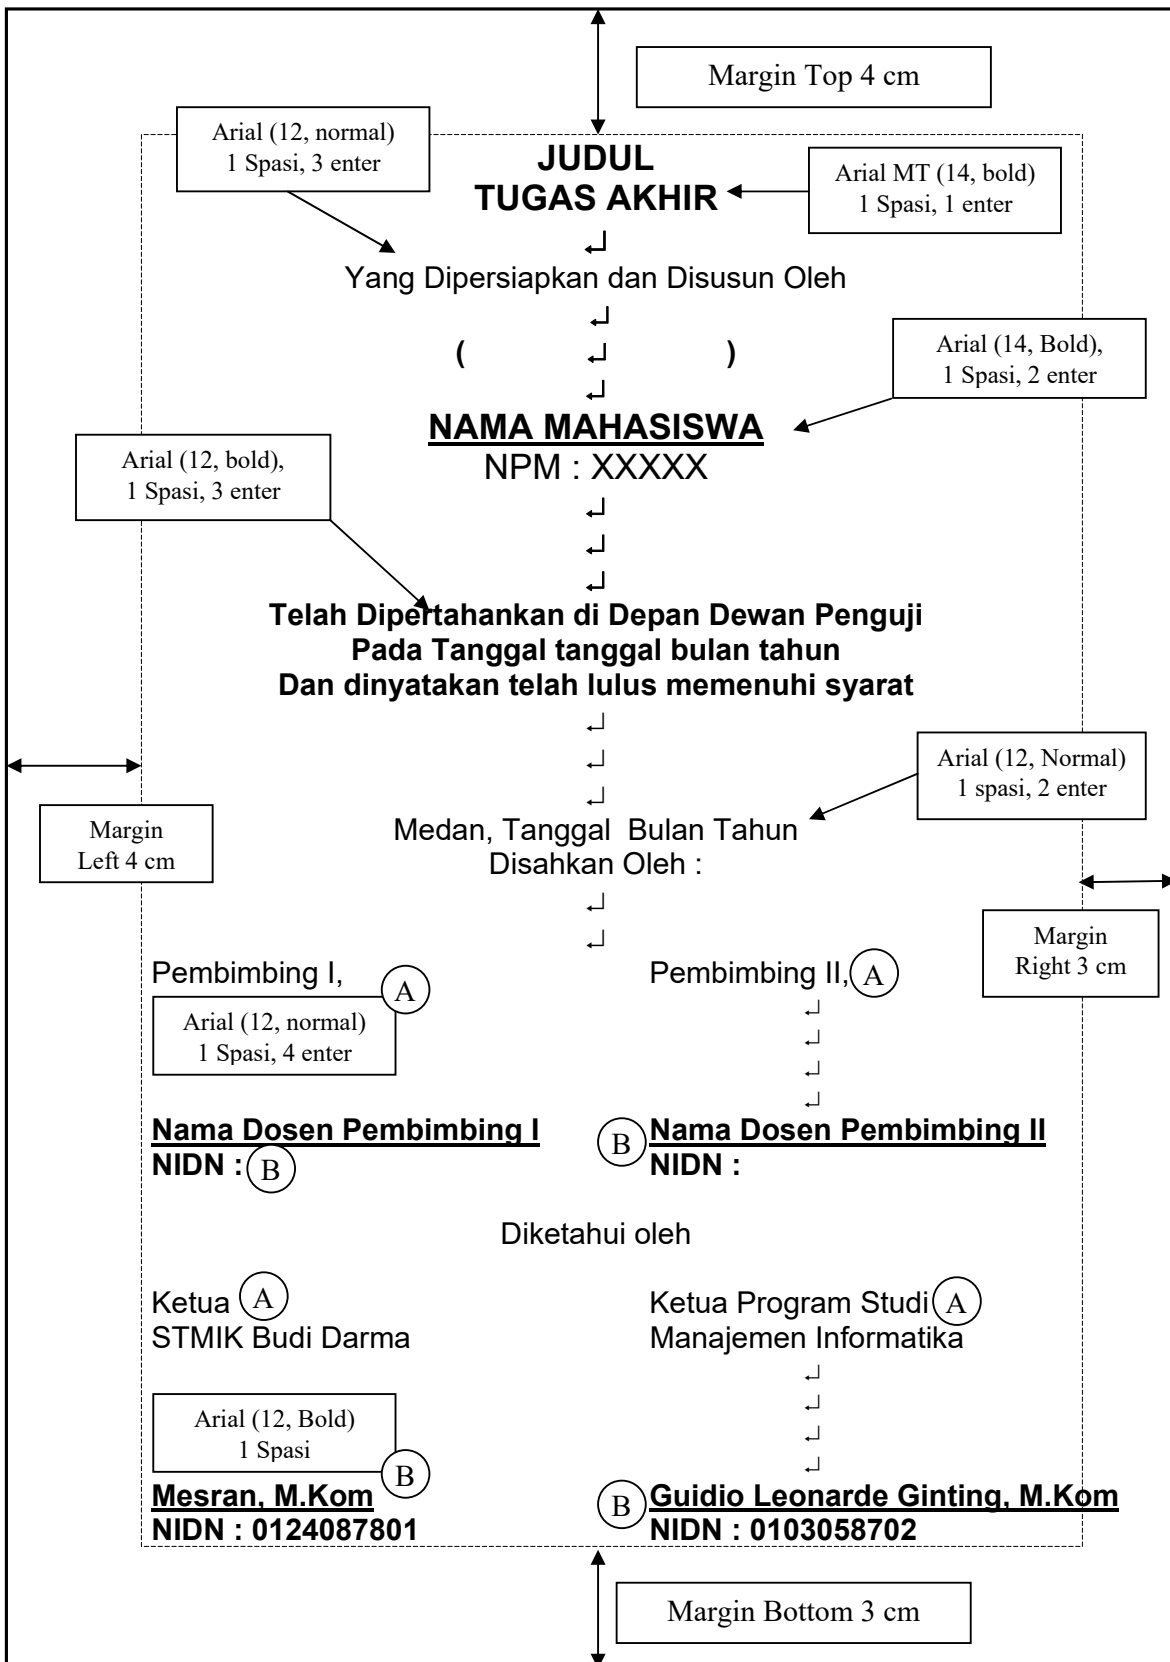 Margin Top 4 cm
Arial (12, normal)
1 Spasi, 3 enter
JUDUL
TUGAS AKHIR
Arial MT (14, bold)
1 Spasi, 1 enter
Yang Dipersiapkan dan Disusun Oleh
( )
Arial (14, Bold),
1 Spasi, 2 enter
NAMA MAHASISWA
NPM : XXXXX
Arial (12, bold),
1 Spasi, 3 enter
Telah Dipertahankan di Depan Dewan Penguji
Pada Tanggal tanggal bulan tahun
Dan dinyatakan telah lulus memenuhi syarat
Arial (12, Normal)
1 spasi, 2 enter
Margin
Left 4 cm
Medan, Tanggal  Bulan Tahun
Disahkan Oleh :
Margin
Right 3 cm
Pembimbing I, A
Pembimbing II, A
Arial (12, normal)
1 Spasi, 4 enter
Nama Dosen Pembimbing I
NIDN : B
B Nama Dosen Pembimbing II
NIDN :
Diketahui oleh
Ketua A
STMIK Budi Darma
Ketua Program Studi A
Manajemen Informatika
Arial (12, Bold)
1 Spasi
B
Mesran, M.Kom
NIDN : 0124087801
B Guidio Leonarde Ginting, M.Kom
NIDN : 0103058702
Margin Bottom 3 cm